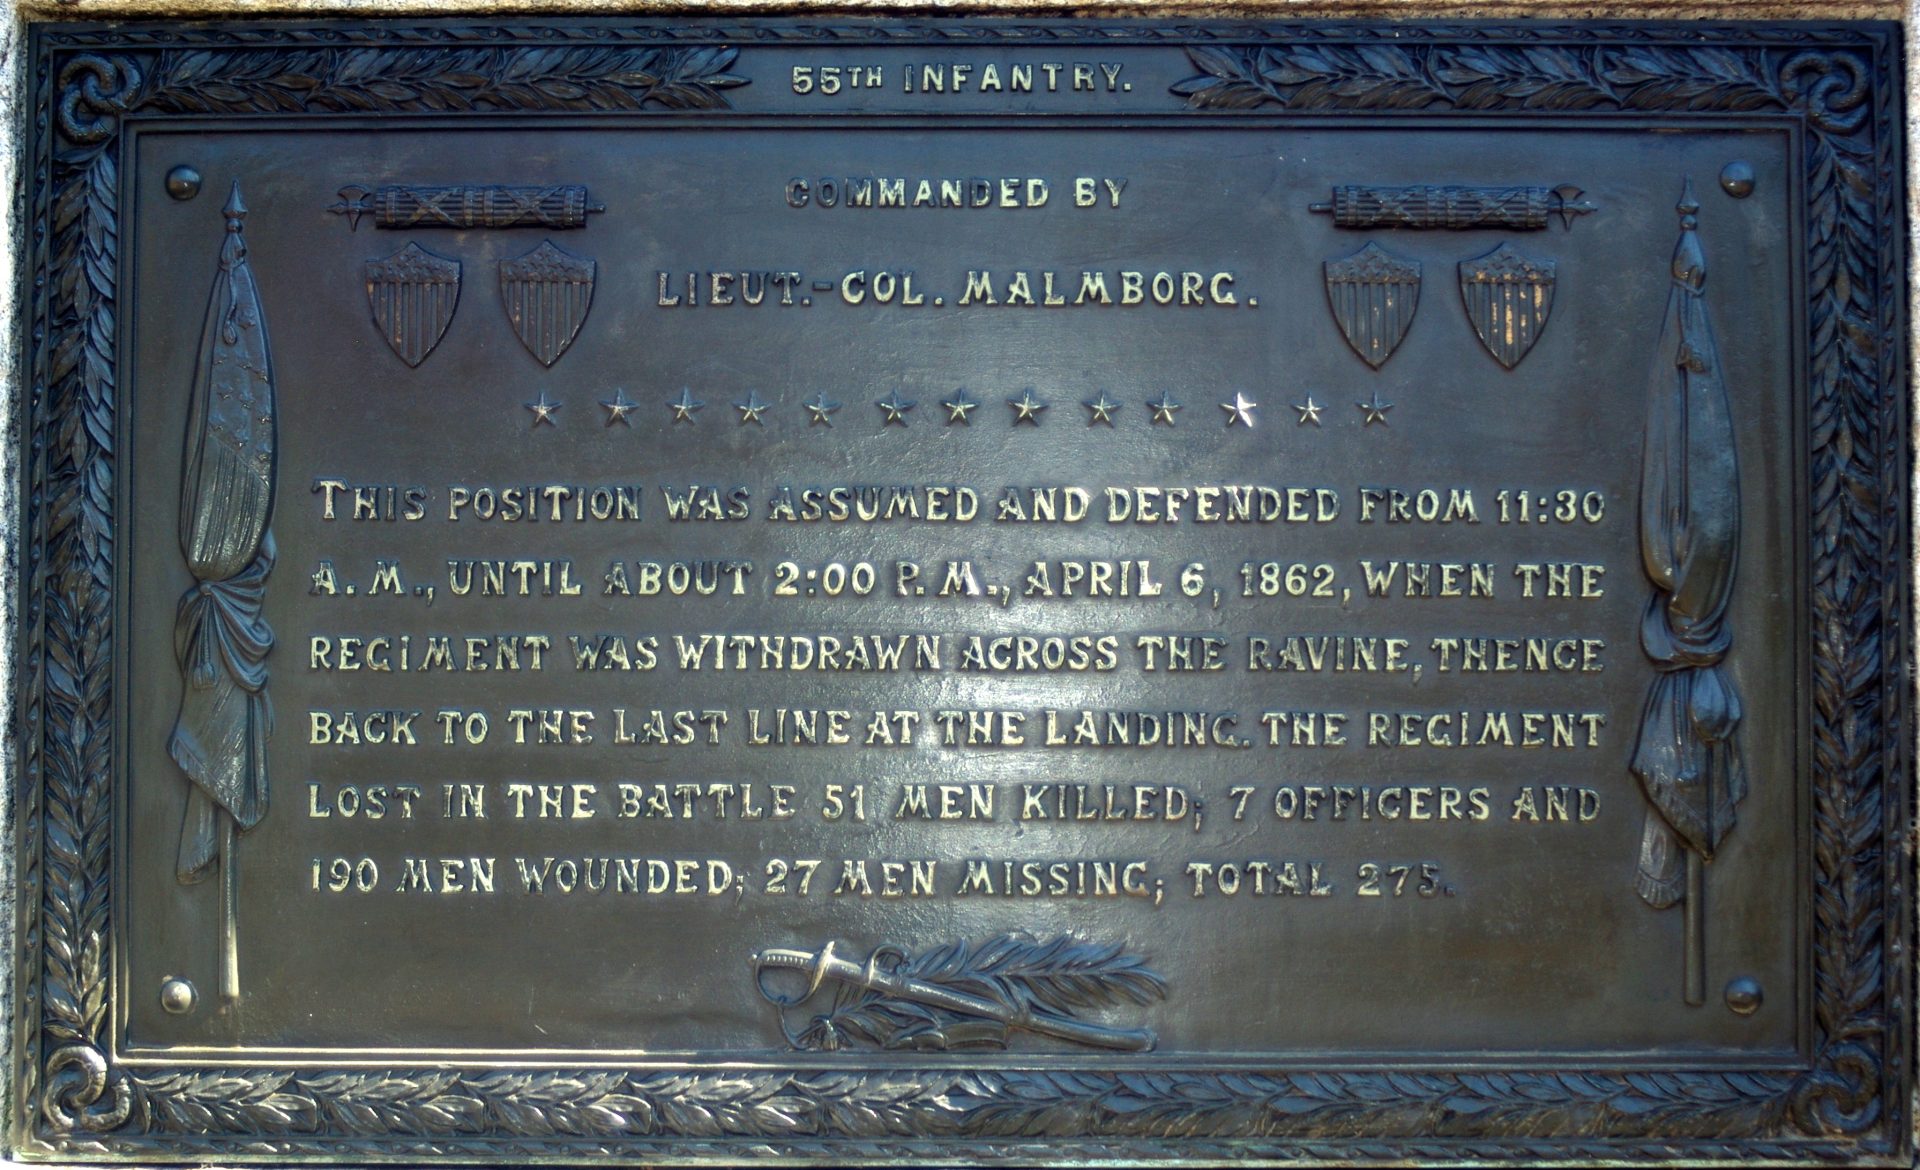 55TH INFANTRY.
COMMANDED BY
LIEUT.-COL. MALMBORG.
THIS POSITION WAS ASSUMED AND DEFENDED FROM 11:30
A.M., UNTIL ABOUT 2:00 P.M., APRIL 6, 1862, WHEN THE
REGIMENT WAS WITHDRAWN ACROSS THE RAVINE, THENCE
BACK TO THE LAST LINE AT THE LANDING. THE REGIMENT
LOST IN THE BATTLE 51 MEN KILLED; 7 OFFICERS AND
190 MEN WOUNDED; 27 MEN MISSING; TOTAL 275.